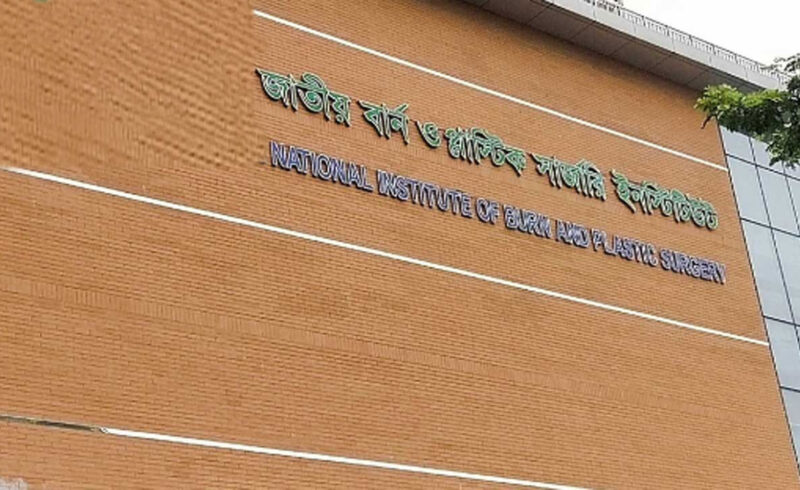 জাতীয় বার্ন ও প্লাস্টিক সার্জারি ইনস্টিটিউট
NATIONAL INSTITUTE OF BURN AND PLASTIC SURGERY